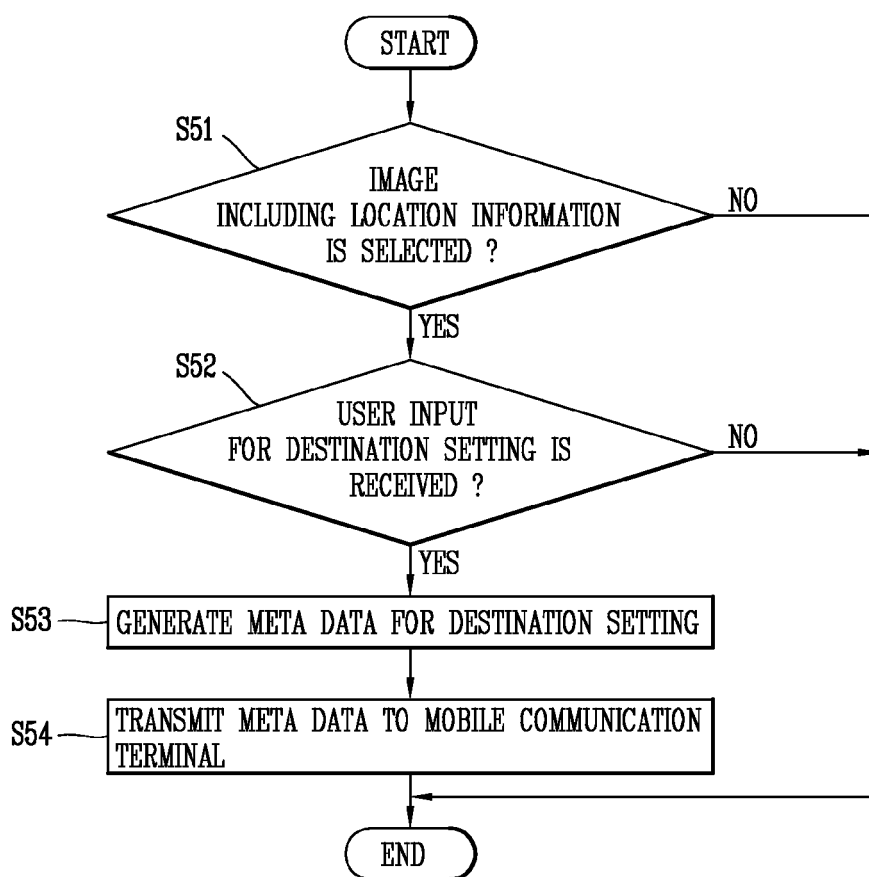 START
S51
IMAGE
INCLUDING LOCATION INFORMATION
IS SELECTED ?
NO
YES
S52
USER INPUT
FOR DESTINATION SETTING IS
RECEIVED ?
NO
YES
S53
GENERATE META DATA FOR DESTINATION SETTING
S54
TRANSMIT META DATA TO MOBILE COMMUNICATION
TERMINAL
END